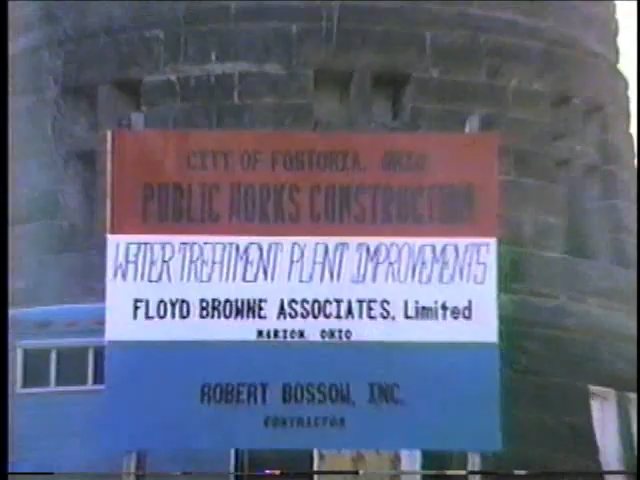 CITY OF FOSTORIA, OHIO
PUBLIC WORKS CONSTRUCTION
WATER TREATMENT PLANT IMPROVEMENTS
FLOYD BROWNE ASSOCIATES, Limited
MARION, OHIO
ROBERT BOSSOW, INC.
CONTRACTOR